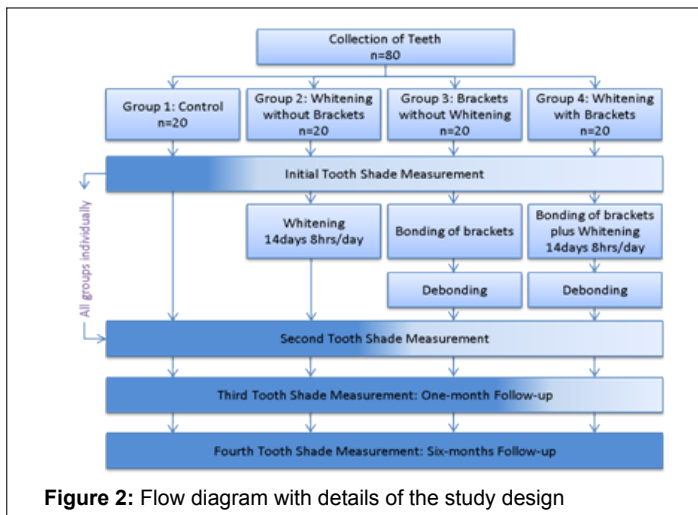 Collection of Teeth
n=80
Group 1: Control
n=20
Group 2: Whitening
without Brackets
n=20
Group 3: Brackets
without Whitening
n=20
Group 4: Whitening
with Brackets
n=20
Initial Tooth Shade Measurement
All groups individually
Whitening
14days 8hrs/day
Bonding of brackets
Bonding of brackets
plus Whitening
14days 8hrs/day
Debonding
Debonding
Second Tooth Shade Measurement
Third Tooth Shade Measurement: One-month Follow-up
Fourth Tooth Shade Measurement: Six-months Follow-up
Figure 2: Flow diagram with details of the study design